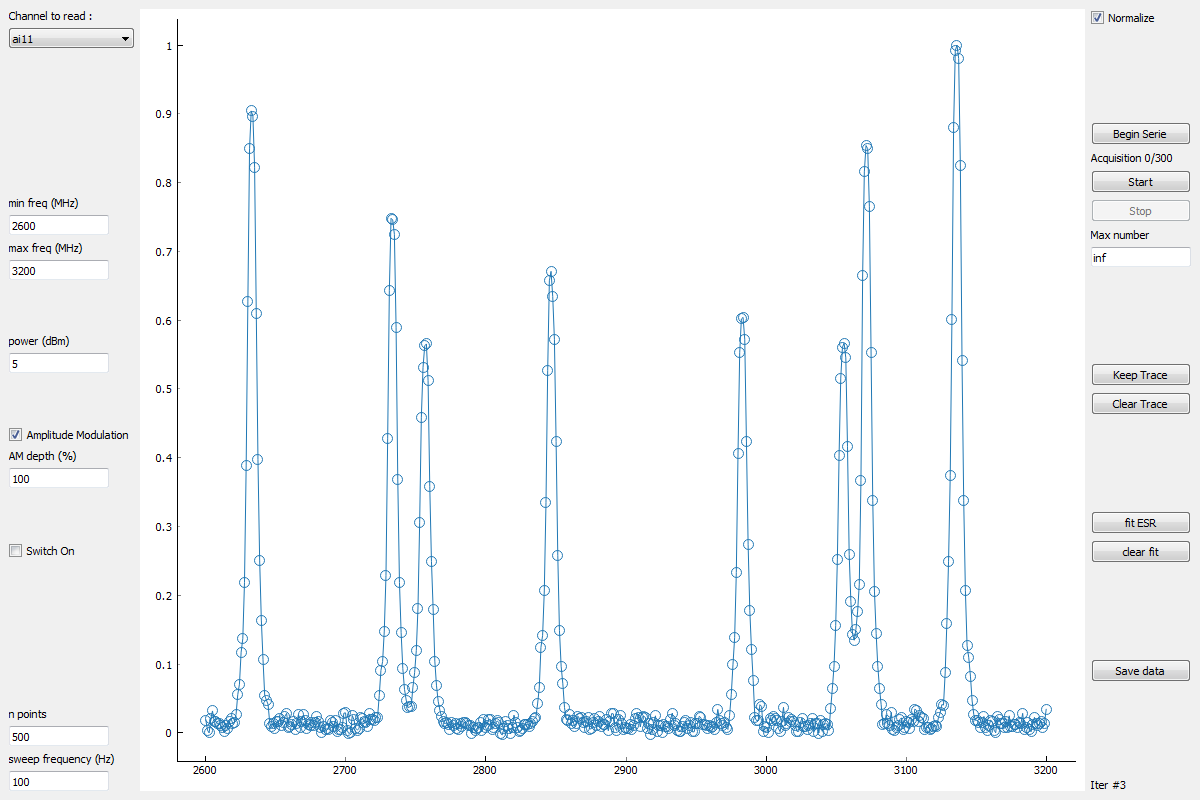 Channel to read :
ai11
min freq (MHz)
2600
max freq (MHz)
3200
power (dBm)
5
Amplitude Modulation
AM depth (%)
100
Switch On
n points
500
sweep frequency (Hz)
100
1
0.9
0.8
0.7
0.6
0.5
0.4
0.3
0.2
0.1
0
2600 2700 2800 2900 3000 3100 3200
Normalize
Begin Serie
Acquisition 0/300
Start
Stop
Max number
inf
Keep Trace
Clear Trace
fit ESR
clear fit
Save data
Iter #3